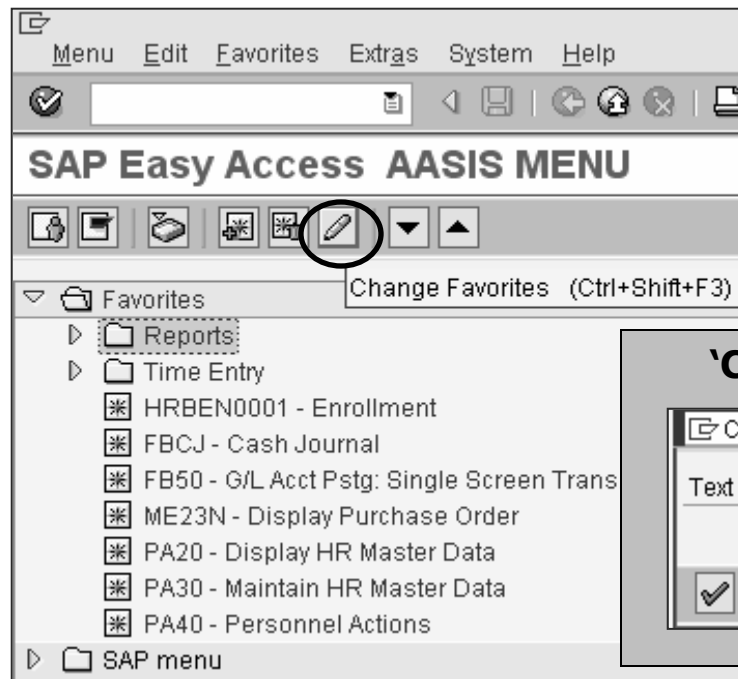 Menu Edit Favorites Extras System Help
SAP Easy Access AASIS MENU
Change Favorites (Ctrl+Shift+F3)
Favorites
Reports
Time Entry
HRBEN0001 - Enrollment
FBCJ - Cash Journal
FB50 - G/L Acct Pstg: Single Screen Trans
ME23N - Display Purchase Order
PA20 - Display HR Master Data
PA30 - Maintain HR Master Data
PA40 - Personnel Actions
SAP menu
Text